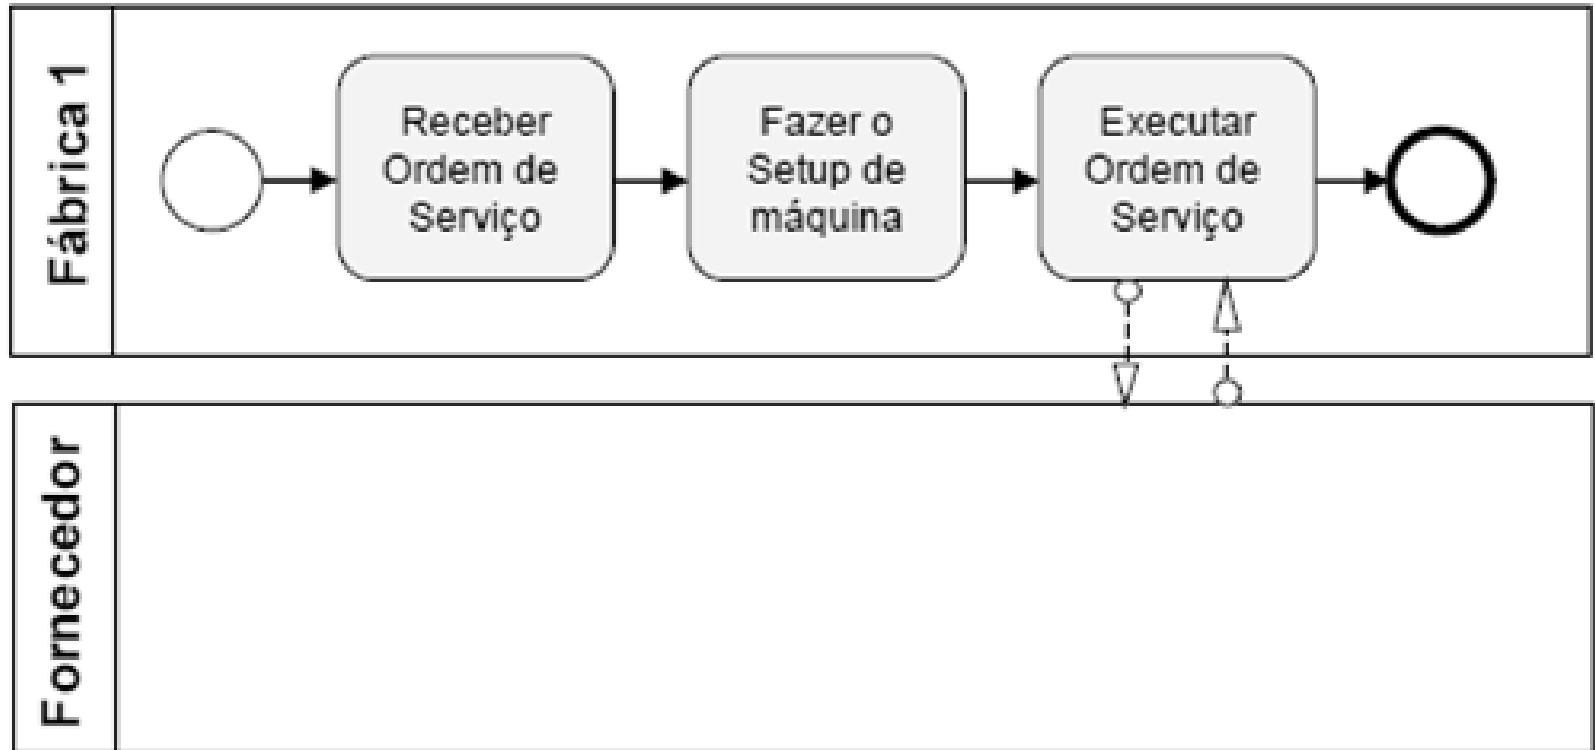 Fábrica 1
Receber
Ordem de
Serviço
Fazer o
Setup de
máquina
Executar
Ordem de
Serviço
Fornecedor